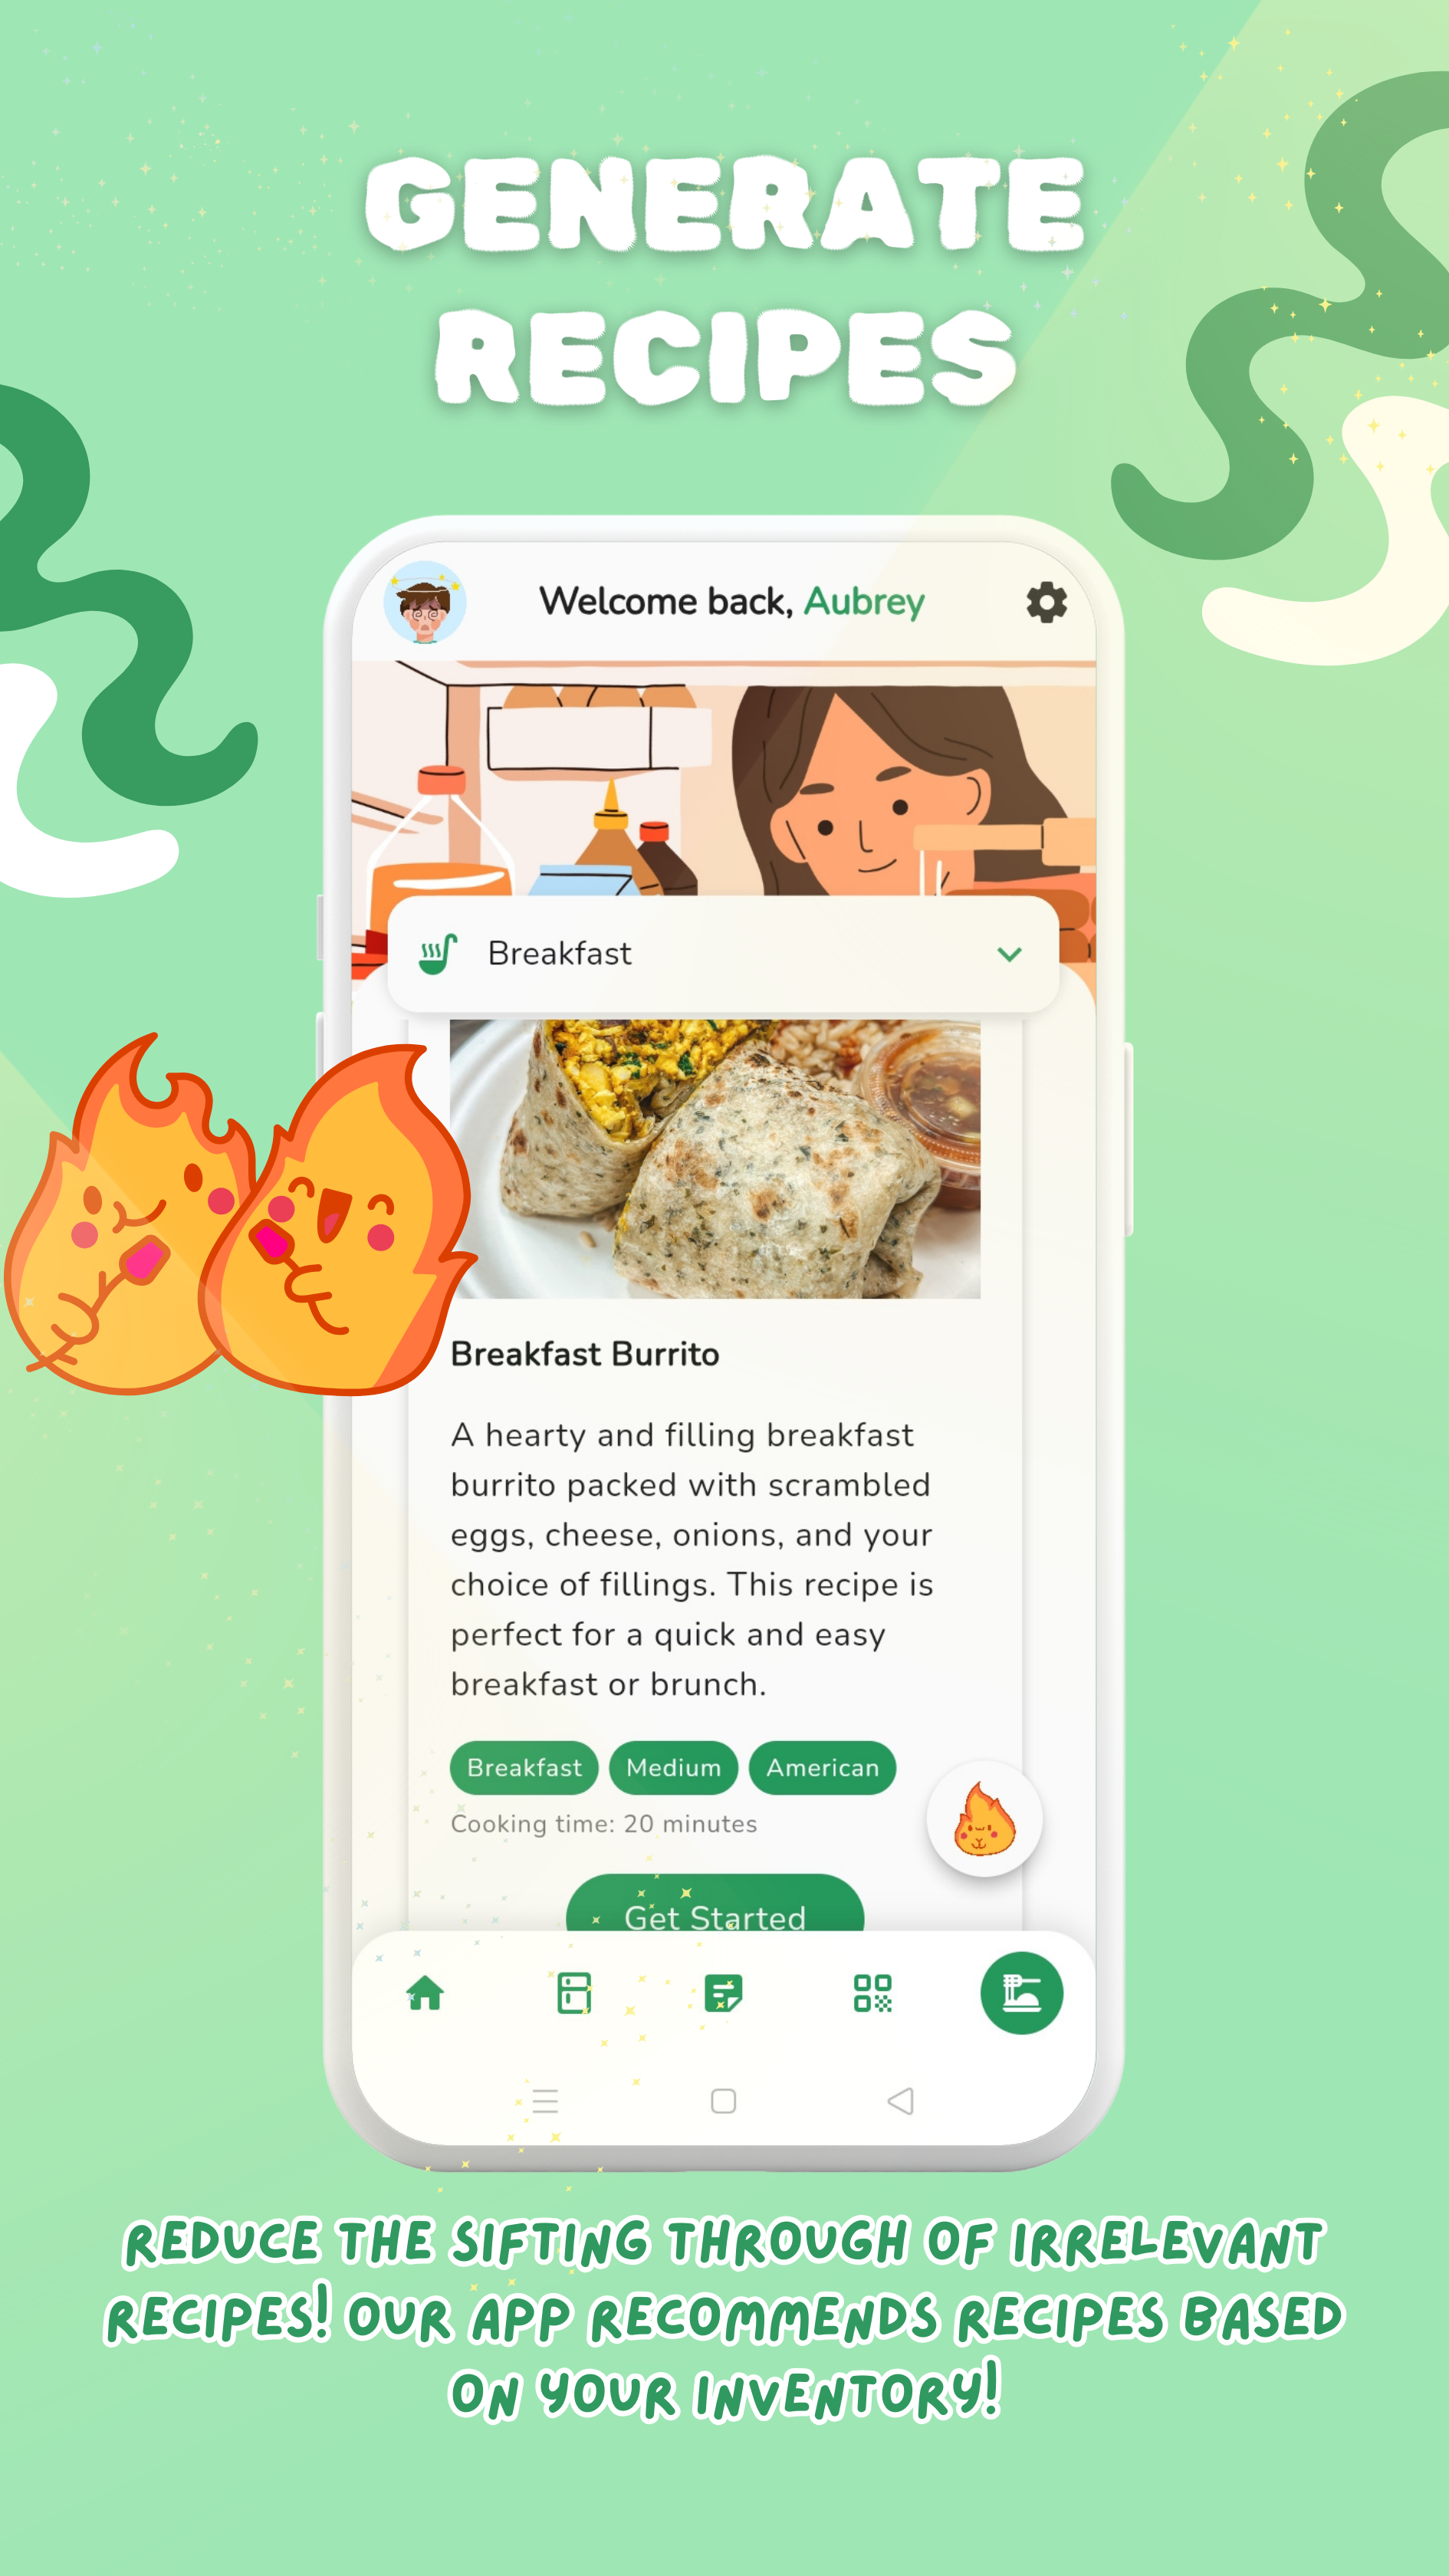 GENERATE
RECIPES
Welcome back, Aubrey
Breakfast
Breakfast Burrito
A hearty and filling breakfast
burrito packed with scrambled
eggs, cheese, onions, and your
choice of fillings. This recipe is
perfect for a quick and easy
breakfast or brunch.
Breakfast Medium American
Cooking time: 20 minutes
Get Started
REDUCE THE SIFTING THROUGH OF IRRELEVANT
RECIPES! OUR APP RECOMMENDS RECIPES BASED
ON YOUR INVENTORY!